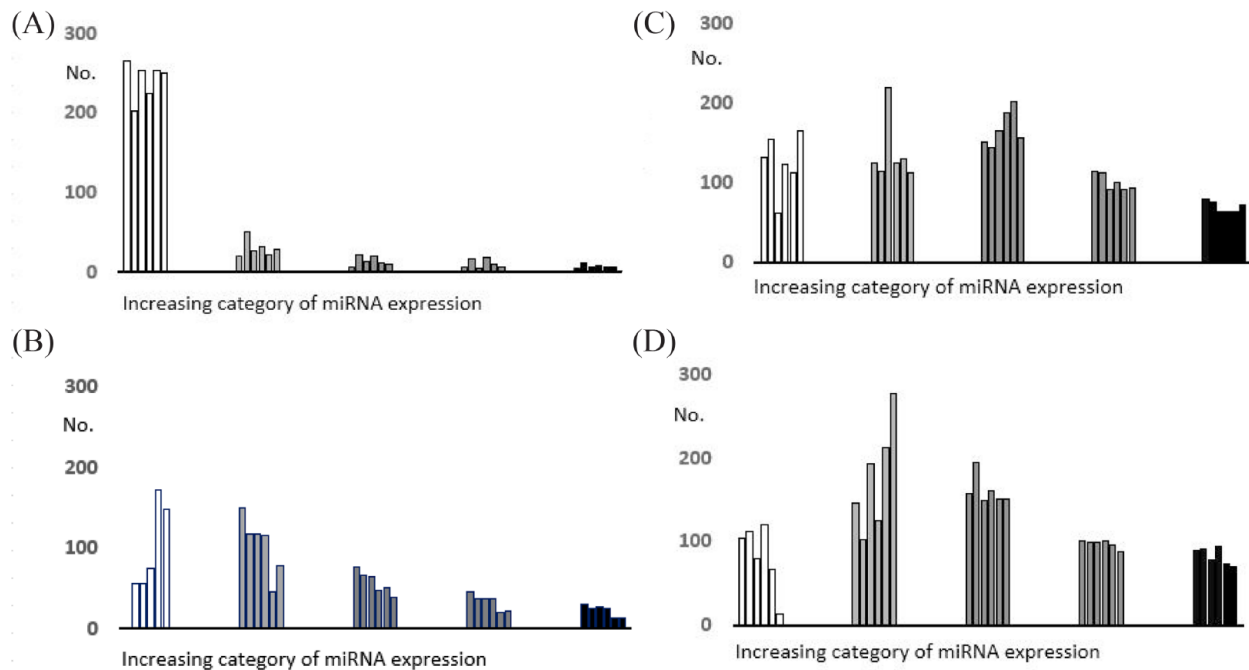 (A)
300
No.
200
100
0
Increasing category of miRNA expression
(B)
300
No.
200
100
0
Increasing category of miRNA expression
(C)
300
No.
200
100
0
Increasing category of miRNA expression
(D)
300
No.
200
100
0
Increasing category of miRNA expression